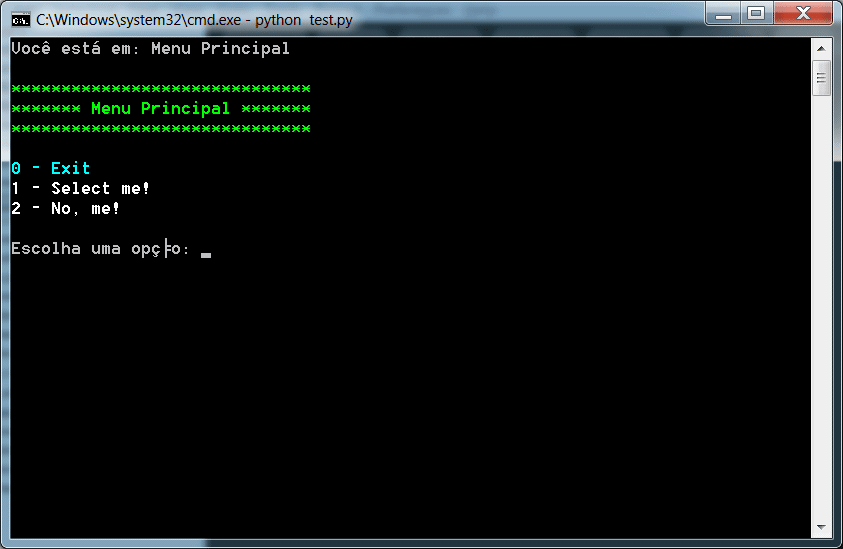 C:\Windows\system32\cmd.exe - python  test.py
Você está em: Menu Principal
******************************
******* Menu Principal *******
******************************
0 - Exit
1 - Select me!
2 - No, me!
Escolha uma opç├o: _